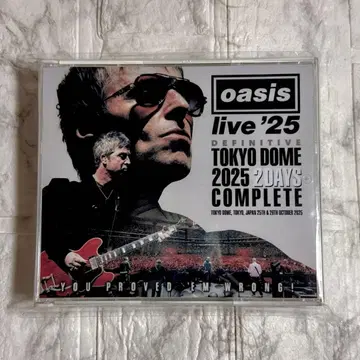 oasis
live '25
DEFINITIVE
TOKYO DOME
2025 2DAYS
COMPLETE
TOKYO DOME, TOKYO, JAPAN 25TH & 26TH OCTOBER 2025
YOU PROVED 'EM WRONG!